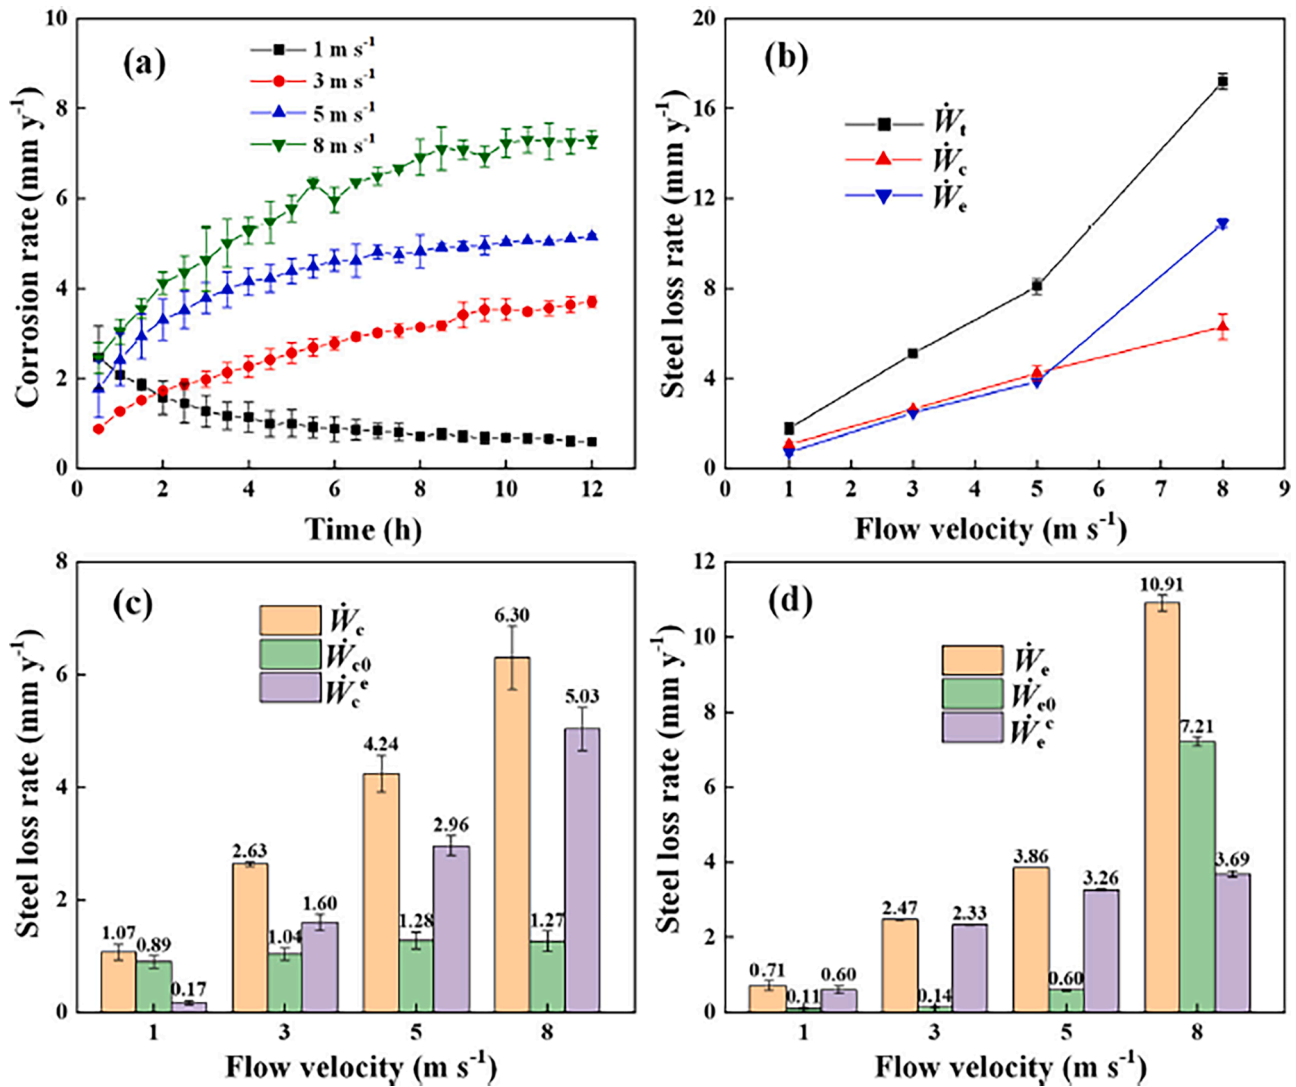 (a)
1 m s⁻¹
3 m s⁻¹
5 m s⁻¹
8 m s⁻¹
Corrosion rate (mm y⁻¹)
10
8
6
4
2
0
0 2 4 6 8 10 12
Time (h)
(b)
Ẇt
Ẇc
Ẇe
Steel loss rate (mm y⁻¹)
20
16
12
8
4
0
0 1 2 3 4 5 6 7 8 9
Flow velocity (m s⁻¹)
(c)
Ẇc
Ẇc0
Ẇcᵉ
Steel loss rate (mm y⁻¹)
8
6
4
2
0
1.07 0.89 0.17
2.63 1.04 1.60
4.24 1.28 2.96
6.30 1.27 5.03
1 3 5 8
Flow velocity (m s⁻¹)
(d)
Ẇe
Ẇe0
Ẇeᶜ
Steel loss rate (mm y⁻¹)
12
10
8
6
4
2
0
0.71 0.11 0.60
2.47 0.14 2.33
3.86 0.60 3.26
10.91 7.21 3.69
1 3 5 8
Flow velocity (m s⁻¹)